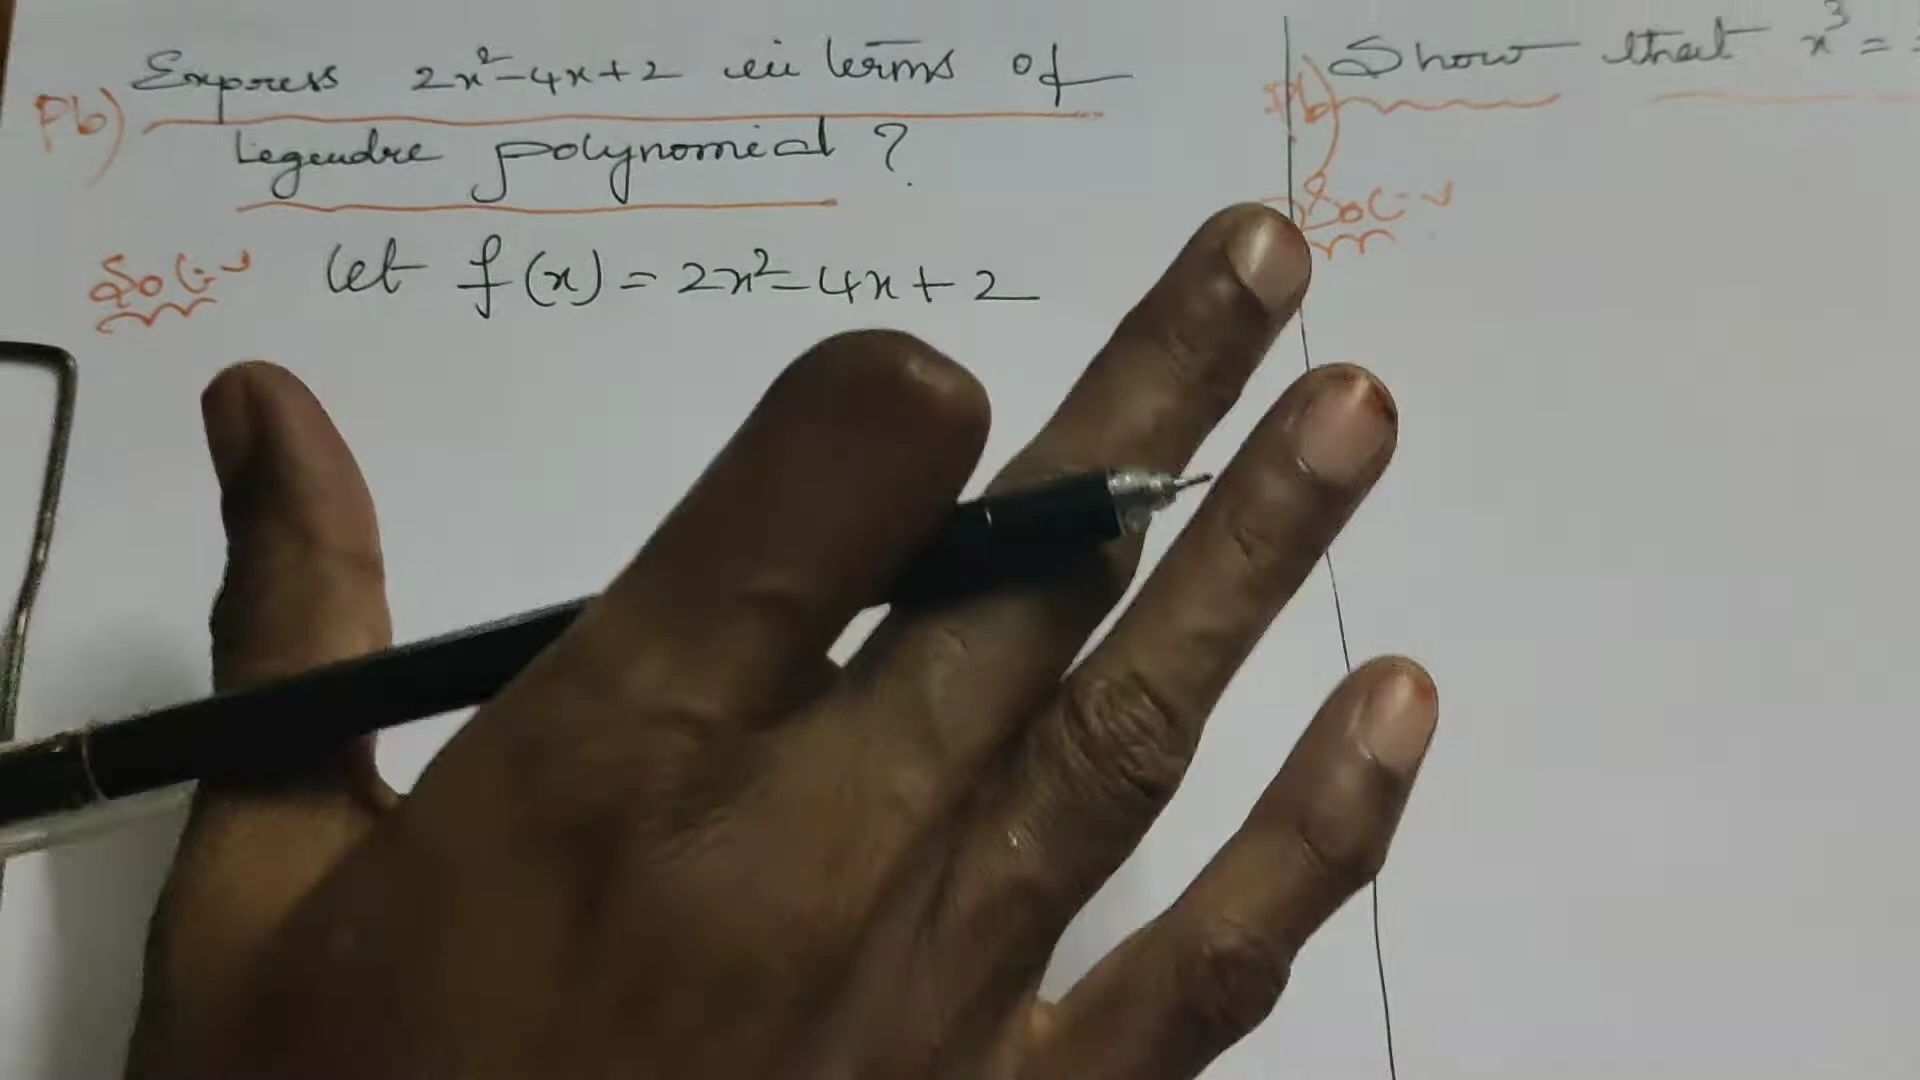 Pb) Express 2x²-4x+2 in terms of
Legendre polynomial ?
Sol:- Let f(x) = 2x²-4x+2
Pb) Show that x³ =
Sol:-